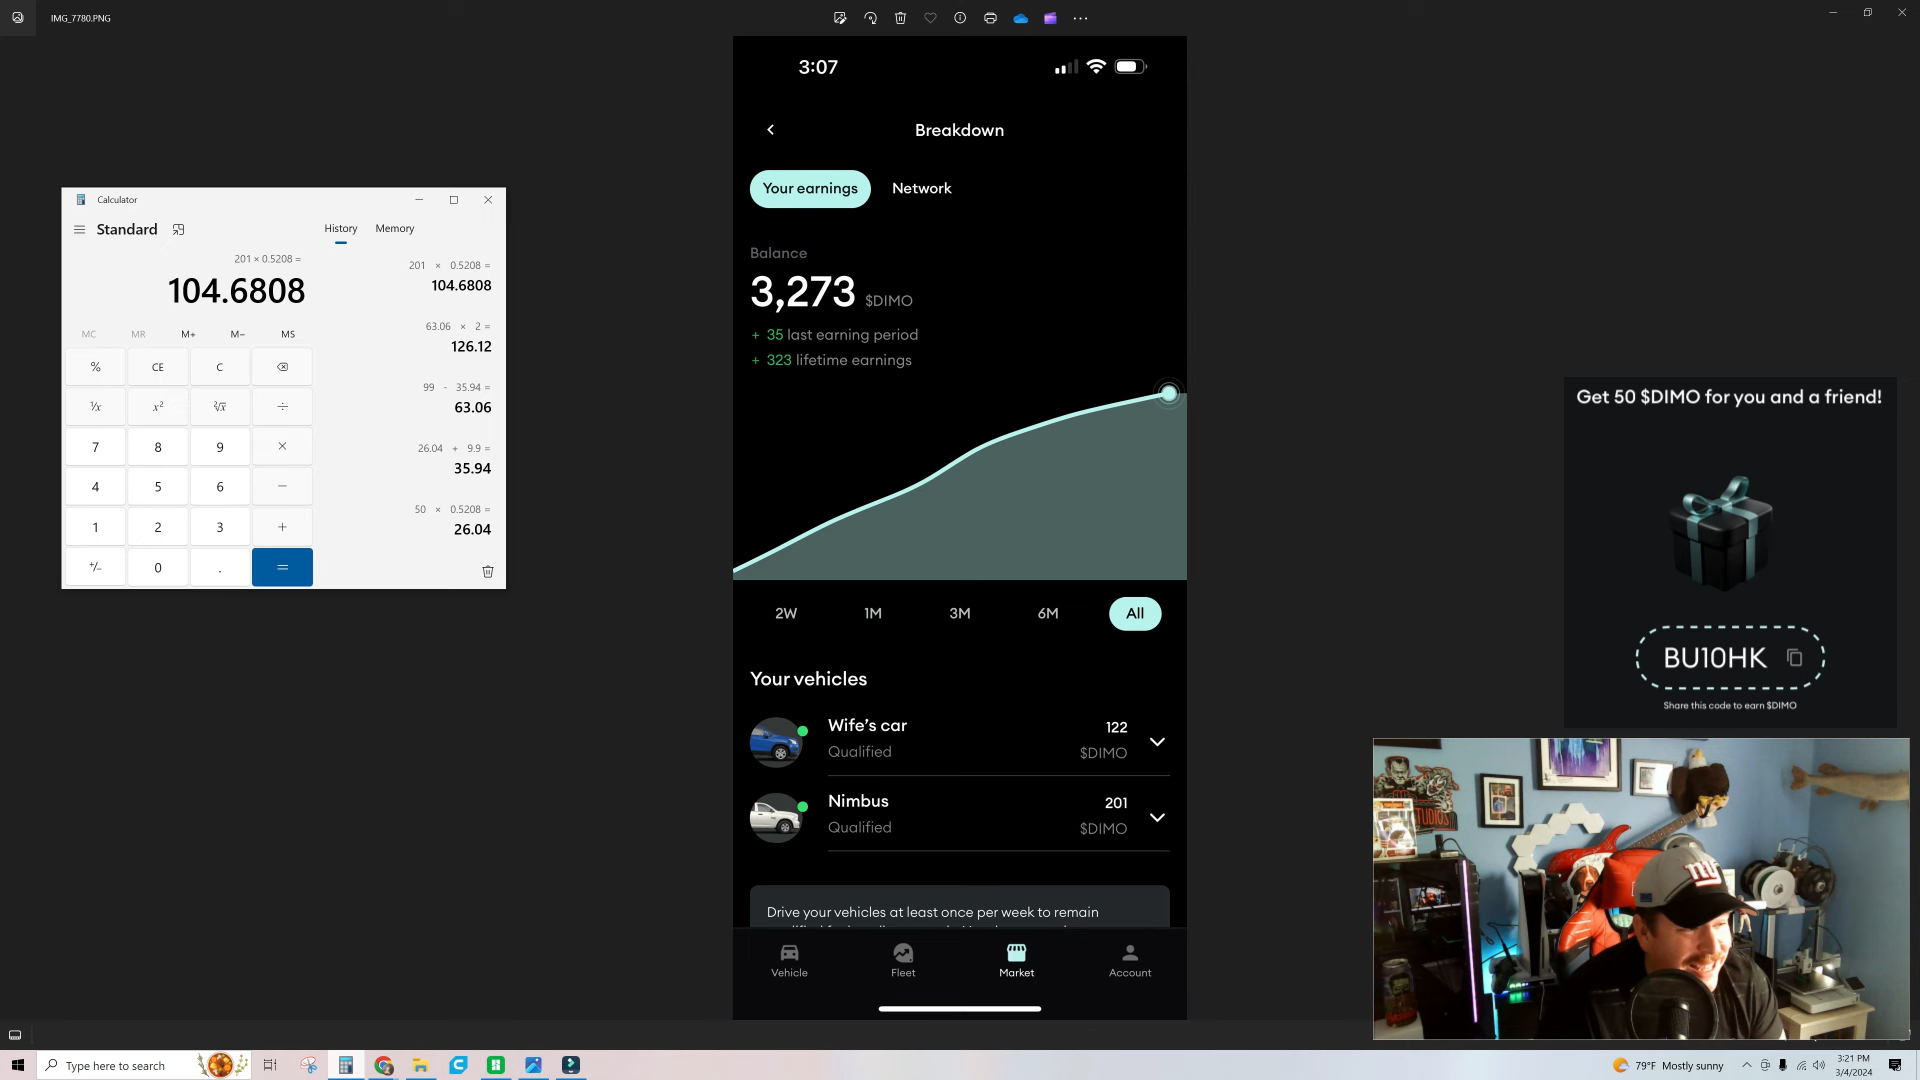 IMG_7780.PNG
3:07
Breakdown
Your earnings
Network
Balance
3,273 $DIMO
+ 35 last earning period
+ 323 lifetime earnings
2W
1M
3M
6M
All
Your vehicles
Wife's car
122
Qualified
$DIMO
Nimbus
201
Qualified
$DIMO
Drive your vehicles at least once per week to remain
Vehicle
Fleet
Market
Account
Calculator
Standard
History
Memory
201 × 0.5208 =
104.6808
MC
MR
M+
M−
MS
%
CE
C
⌫
¹/x
x²
²√x
÷
7
8
9
×
4
5
6
−
1
2
3
+
+/−
0
.
=
201 × 0.5208 =
104.6808
63.06 × 2 =
126.12
99 - 35.94 =
63.06
26.04 + 9.9 =
35.94
50 × 0.5208 =
26.04
Get 50 $DIMO for you and a friend!
BU10HK
Share this code to earn $DIMO
STUDIOS
NY
Type here to search
79°F Mostly sunny
3:21 PM
3/4/2024